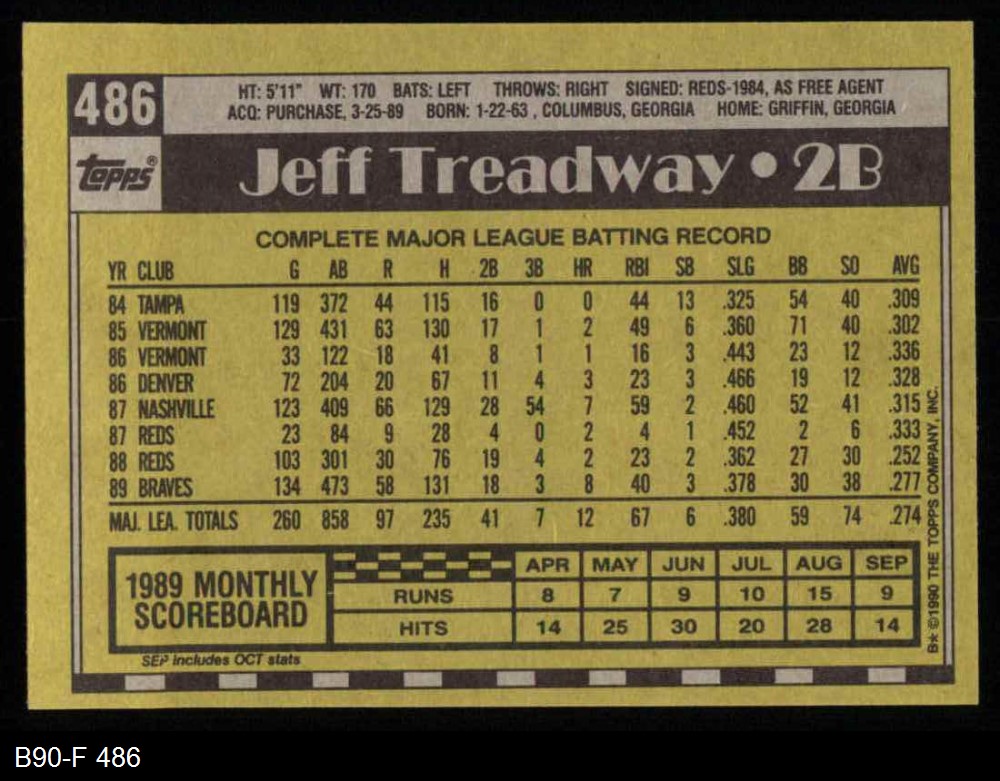 486
HT: 5'11" WT: 170 BATS: LEFT THROWS: RIGHT SIGNED: REDS-1984, AS FREE AGENT
ACQ: PURCHASE, 3-25-89 BORN: 1-22-63 , COLUMBUS, GEORGIA HOME: GRIFFIN, GEORGIA
Topps® Jeff Treadway • 2B
COMPLETE MAJOR LEAGUE BATTING RECORD
YR CLUB G AB R H 2B 3B HR RBI SB SLG BB SO AVG
84 TAMPA 119 372 44 115 16 0 0 44 13 .325 54 40 .309
85 VERMONT 129 431 63 130 17 1 2 49 6 .360 71 40 .302
86 VERMONT 33 122 18 41 8 1 1 16 3 .443 23 12 .336
86 DENVER 72 204 20 67 11 4 3 23 3 .466 19 12 .328
87 NASHVILLE 123 409 66 129 28 54 7 59 2 .460 52 41 .315
87 REDS 23 84 9 28 4 0 2 4 1 .452 2 6 .333
88 REDS 103 301 30 76 19 4 2 23 2 .362 27 30 .252
89 BRAVES 134 473 58 131 18 3 8 40 3 .378 30 38 .277
MAJ. LEA. TOTALS 260 858 97 235 41 7 12 67 6 .380 59 74 .274
1989 MONTHLY
SCOREBOARD
APR MAY JUN JUL AUG SEP
RUNS 8 7 9 10 15 9
HITS 14 25 30 20 28 14
SEP includes OCT stats
B★ ©1990 THE TOPPS COMPANY, INC.
B90-F 486